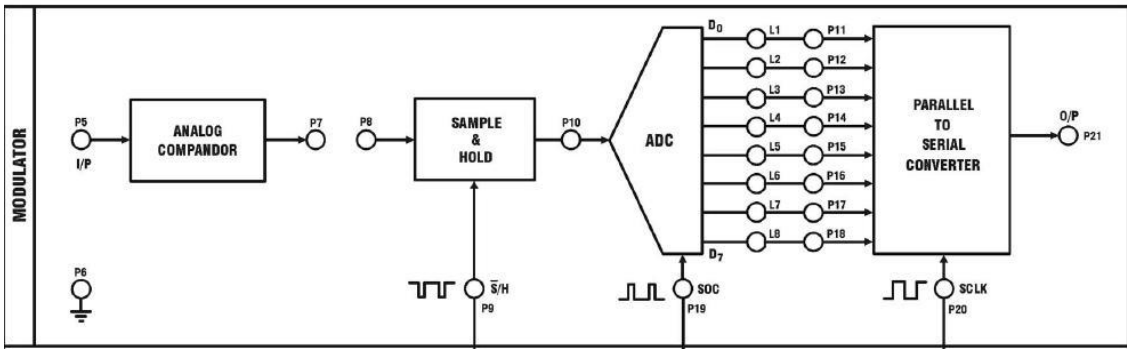 MODULATOR
P5
I/P
ANALOG
COMPANDOR
P7
P8
SAMPLE
&
HOLD
P10
ADC
D0
D7
L1 P11
L2 P12
L3 P13
L4 P14
L5 P15
L6 P16
L7 P17
L8 P18
PARALLEL
TO
SERIAL
CONVERTER
O/P
P21
P6
S̅/H
P9
SOC
P19
SCLK
P20